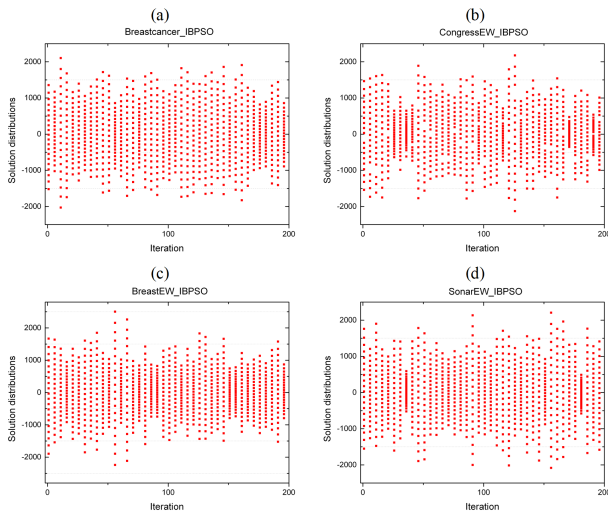 (a)
Breastcancer_IBPSO
2000
1000
0
-1000
-2000
Solution distributions
0
100
200
Iteration
(b)
CongressEW_IBPSO
2000
1000
0
-1000
-2000
Solution distributions
0
100
200
Iteration
(c)
BreastEW_IBPSO
2000
1000
0
-1000
-2000
Solution distributions
0
100
200
Iteration
(d)
SonarEW_IBPSO
2000
1000
0
-1000
-2000
Solution distributions
0
100
200
Iteration